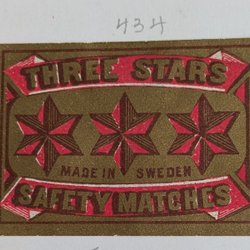 434
THREE STARS
MADE IN SWEDEN
SAFETY MATCHES